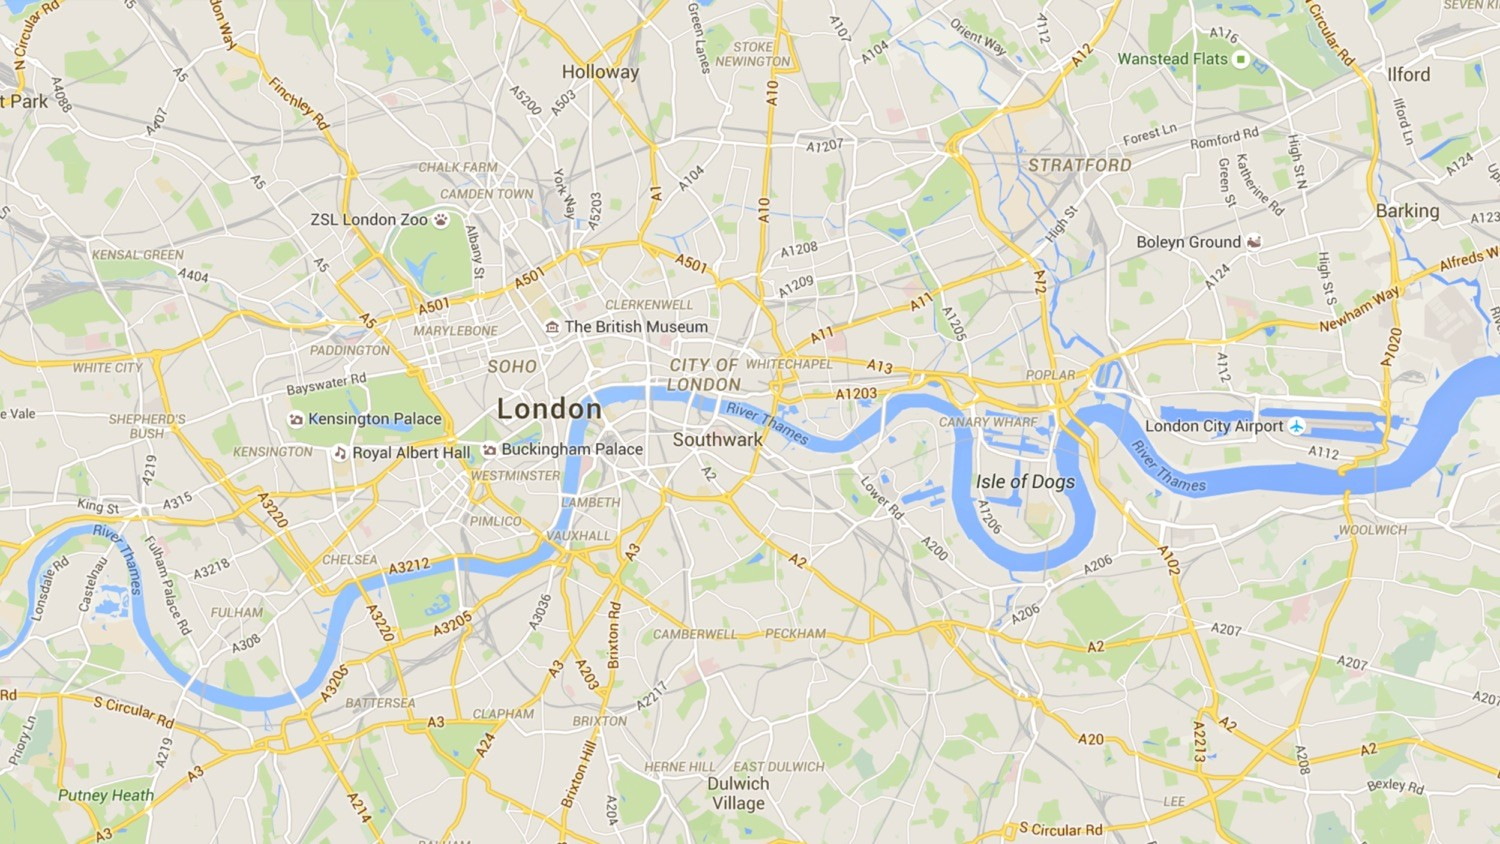 N Circular Rd
A4088
t Park
A5
A407
Finchley Rd
A5
A5200
A503
Holloway
Green Lanes
STOKE
NEWINGTON
A10
A107
A104
Orient Way
A112
A12
A116
Wanstead Flats
Circular Rd
SEVEN KI
Ilford
Ilford Ln
Forest Ln
Romford Rd
A1207
CHALK FARM
CAMDEN TOWN
York Way
A5203
A1
A104
A10
STRATFORD
Green St
Katherine Rd
High St N
A124
Barking
A123
ZSL London Zoo
Albany St
High St
Boleyn Ground
A124
High St S
Alfreds W
KENSAL GREEN
A404
A5
A501
A501
A501
A1208
A1209
A12
A11
A11
A1205
CLERKENWELL
MARYLEBONE
A5
PADDINGTON
The British Museum
Newham Way
A1020
WHITE CITY
SOHO
CITY OF
LONDON
WHITECHAPEL
A13
POPLAR
A112
Bayswater Rd
A1203
e Vale
SHEPHERD'S
BUSH
Kensington Palace
London
River Thames
CANARY WHARF
London City Airport
KENSINGTON
Royal Albert Hall
Buckingham Palace
Southwark
A219
WESTMINSTER
A2
Lower Rd
Isle of Dogs
River Thames
A112
King St
A315
A3220
LAMBETH
A1206
PIMLICO
VAUXHALL
WOOLWICH
River Thames
Fulham Palace Rd
Lonsdale Rd
Castelnau
A3218
CHELSEA
A3212
A3
A2
A200
A206
A102
FULHAM
A308
A3220
A3205
A3036
Brixton Rd
CAMBERWELL
PECKHAM
A206
A2
A207
A207
A207
A3205
A3
A203
A2217
Rd
S Circular Rd
BATTERSEA
A3
CLAPHAM
A24
BRIXTON
Priory Ln
A219
A3
A20
A2213
A2
A208
A2
Putney Heath
A214
Brixton Hill
A204
HERNE HILL
EAST DULWICH
Dulwich
Village
LEE
Bexley Rd
A3
S Circular Rd